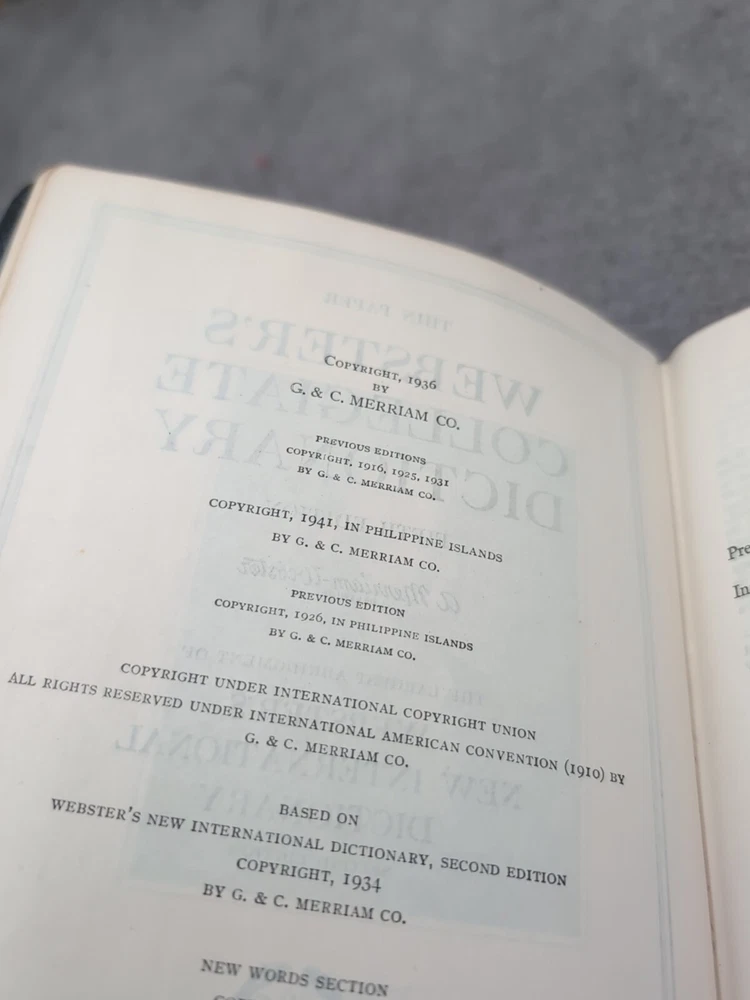 COPYRIGHT, 1936
BY
G. & C. MERRIAM CO.
PREVIOUS EDITIONS
COPYRIGHT, 1916, 1925, 1931
BY G. & C. MERRIAM CO.
COPYRIGHT, 1941, IN PHILIPPINE ISLANDS
BY G. & C. MERRIAM CO.
PREVIOUS EDITION
COPYRIGHT, 1926, IN PHILIPPINE ISLANDS
BY G. & C. MERRIAM CO.
COPYRIGHT UNDER INTERNATIONAL COPYRIGHT UNION
ALL RIGHTS RESERVED UNDER INTERNATIONAL AMERICAN CONVENTION (1910) BY
G. & C. MERRIAM CO.
BASED ON
WEBSTER'S NEW INTERNATIONAL DICTIONARY, SECOND EDITION
COPYRIGHT, 1934
BY G. & C. MERRIAM CO.
NEW WORDS SECTION
Pre
In